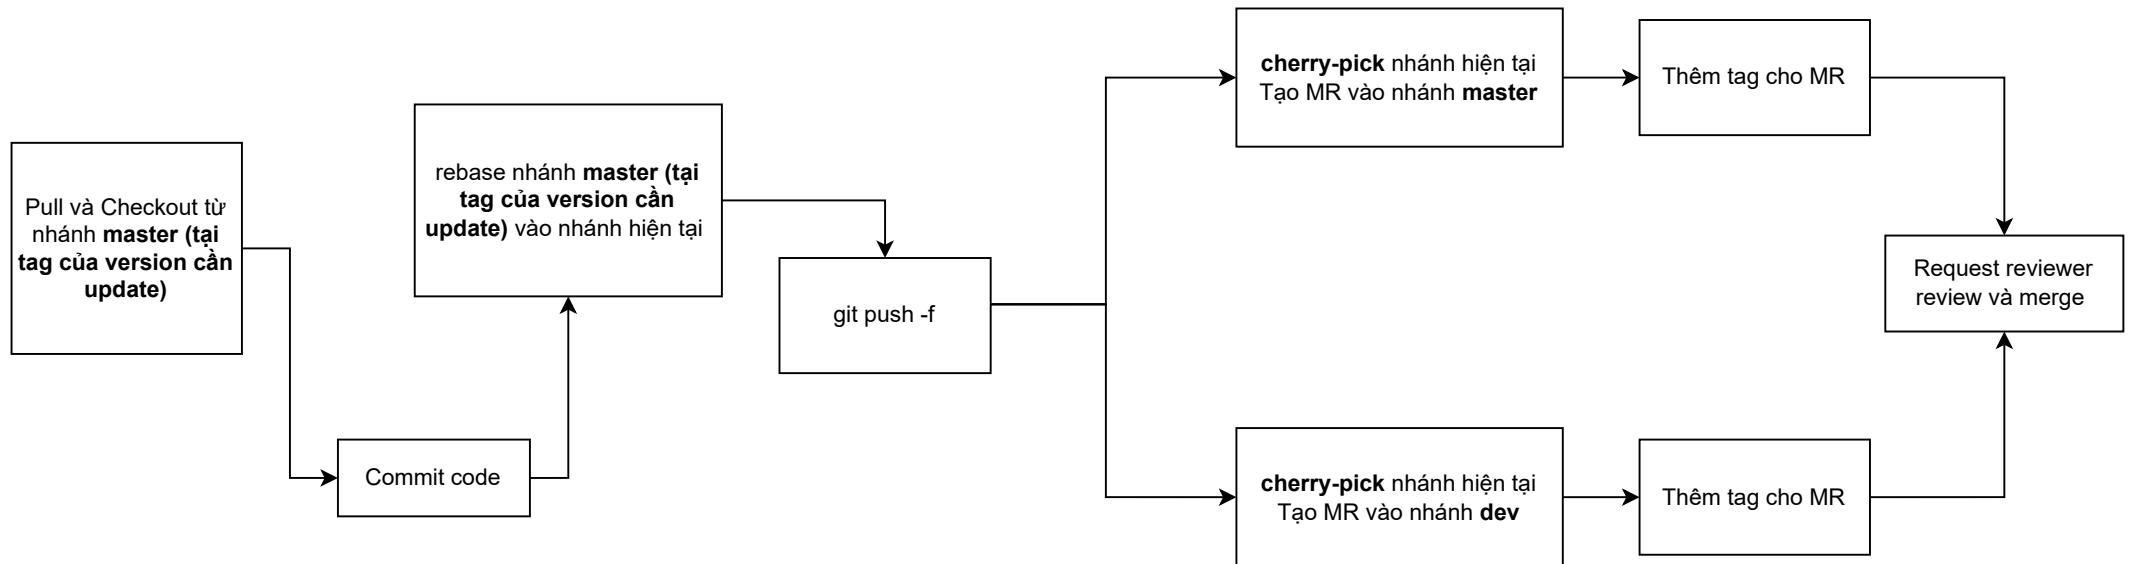 Pull và Checkout từ
nhánh master (tại
tag của version cần
update)
Commit code
rebase nhánh master (tại
tag của version cần
update) vào nhánh hiện tại
git push -f
cherry-pick nhánh hiện tại
Tạo MR vào nhánh master
Thêm tag cho MR
cherry-pick nhánh hiện tại
Tạo MR vào nhánh dev
Thêm tag cho MR
Request reviewer
review và merge